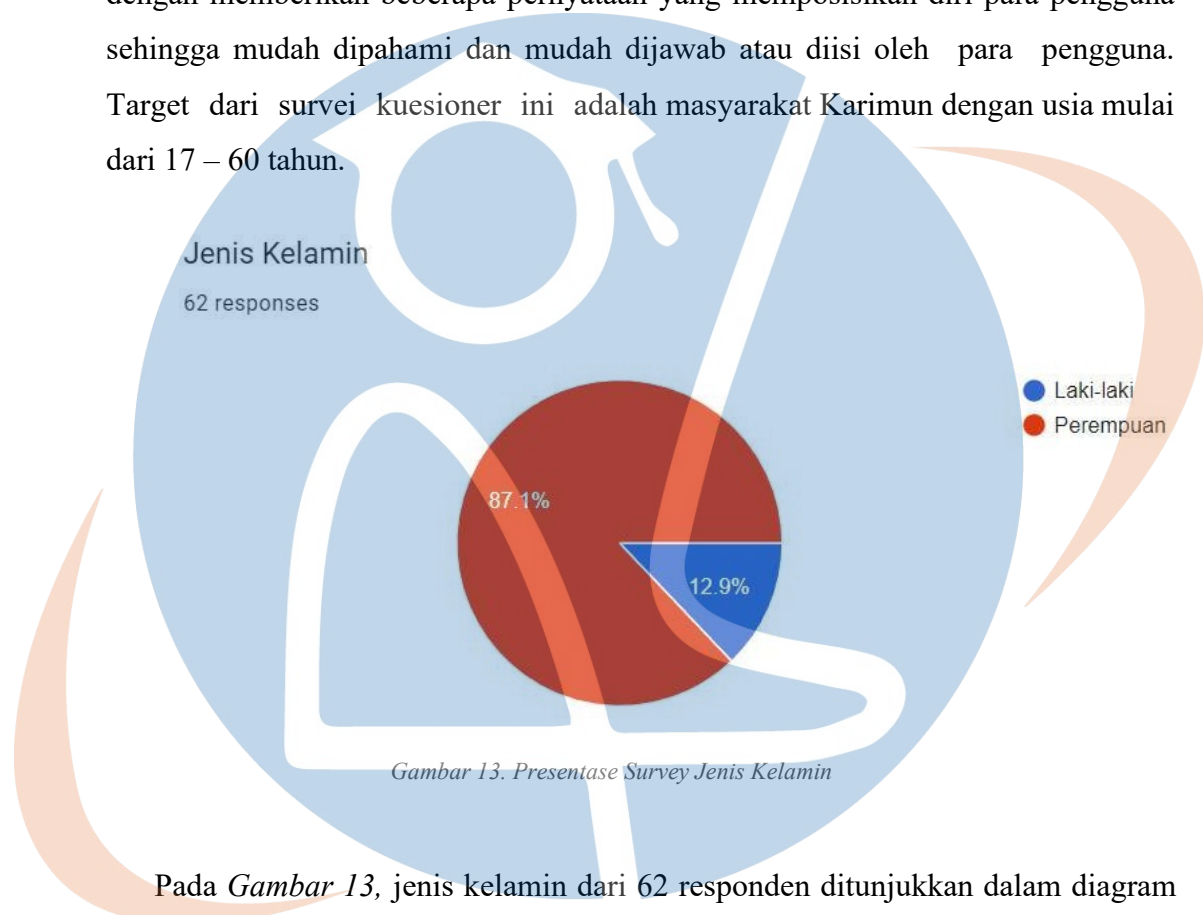 dengan memberikan beberapa pernyataan yang memposisikan diri para pengguna
sehingga mudah dipahami dan mudah dijawab atau diisi oleh para pengguna.
Target dari survei kuesioner ini adalah masyarakat Karimun dengan usia mulai
dari 17 – 60 tahun.
Jenis Kelamin
62 responses
Laki-laki
Perempuan
87.1%
12.9%
Gambar 13. Presentase Survey Jenis Kelamin
Pada Gambar 13, jenis kelamin dari 62 responden ditunjukkan dalam diagram